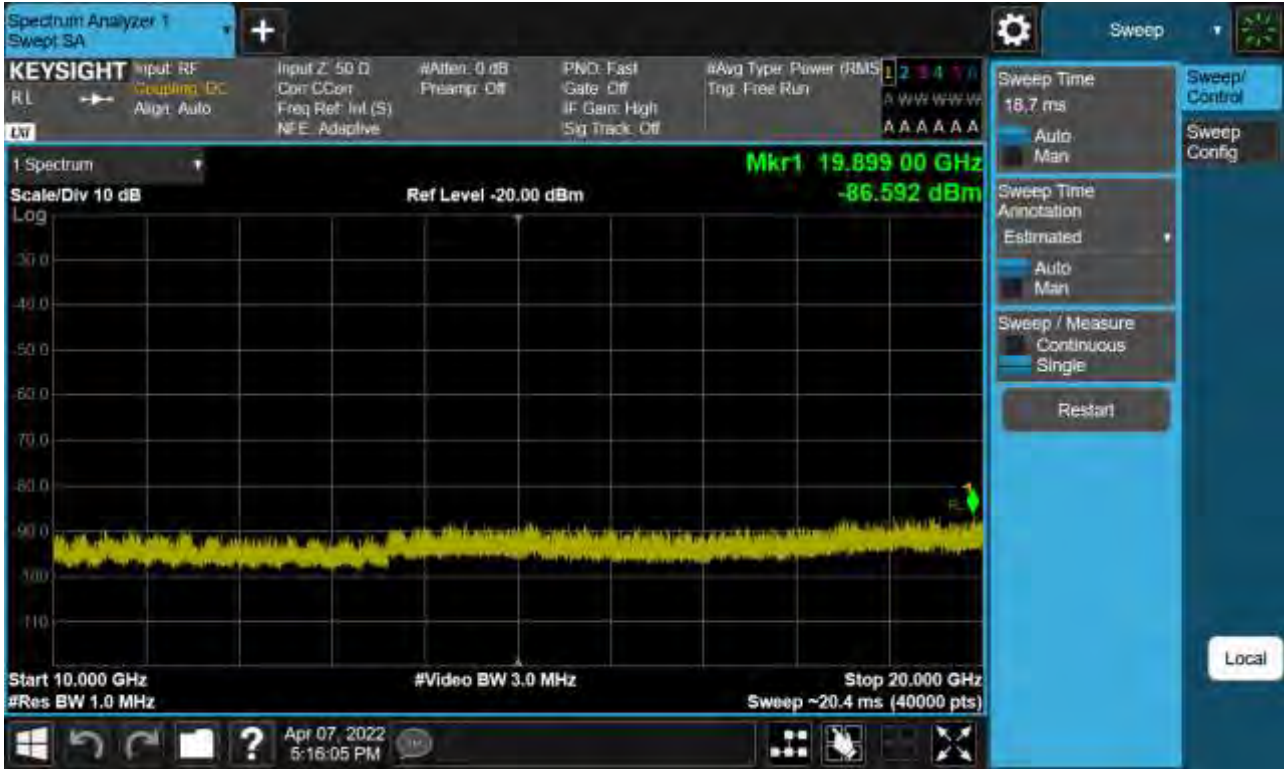 Spectrum Analyzer 1
Swept SA
+
Sweep
KEYSIGHT
RL
Input: RF
Coupling: DC
Align: Auto
Input Z: 50 Ω
Corr CCorr
Freq Ref: Int (S)
NFE: Adaptive
#Atten: 0 dB
Preamp: Off
PNO: Fast
Gate: Off
IF Gain: High
Sig Track: Off
#Avg Type: Power (RMS
Trig: Free Run
1 2 3 4 5 6
A W W W W W
A A A A A A
LXI
1 Spectrum
Mkr1 19.899 00 GHz
Scale/Div 10 dB
Ref Level -20.00 dBm
-86.592 dBm
Log
-30.0
-40.0
-50.0
-60.0
-70.0
-80.0
-90.0
-100
-110
Start 10.000 GHz
#Video BW 3.0 MHz
Stop 20.000 GHz
#Res BW 1.0 MHz
Sweep ~20.4 ms (40000 pts)
Sweep Time
18.7 ms
Auto
Man
Sweep Time
Annotation
Estimated
Auto
Man
Sweep / Measure
Continuous
Single
Restart
Sweep/
Control
Sweep
Config
Local
?
Apr 07, 2022
5:16:05 PM